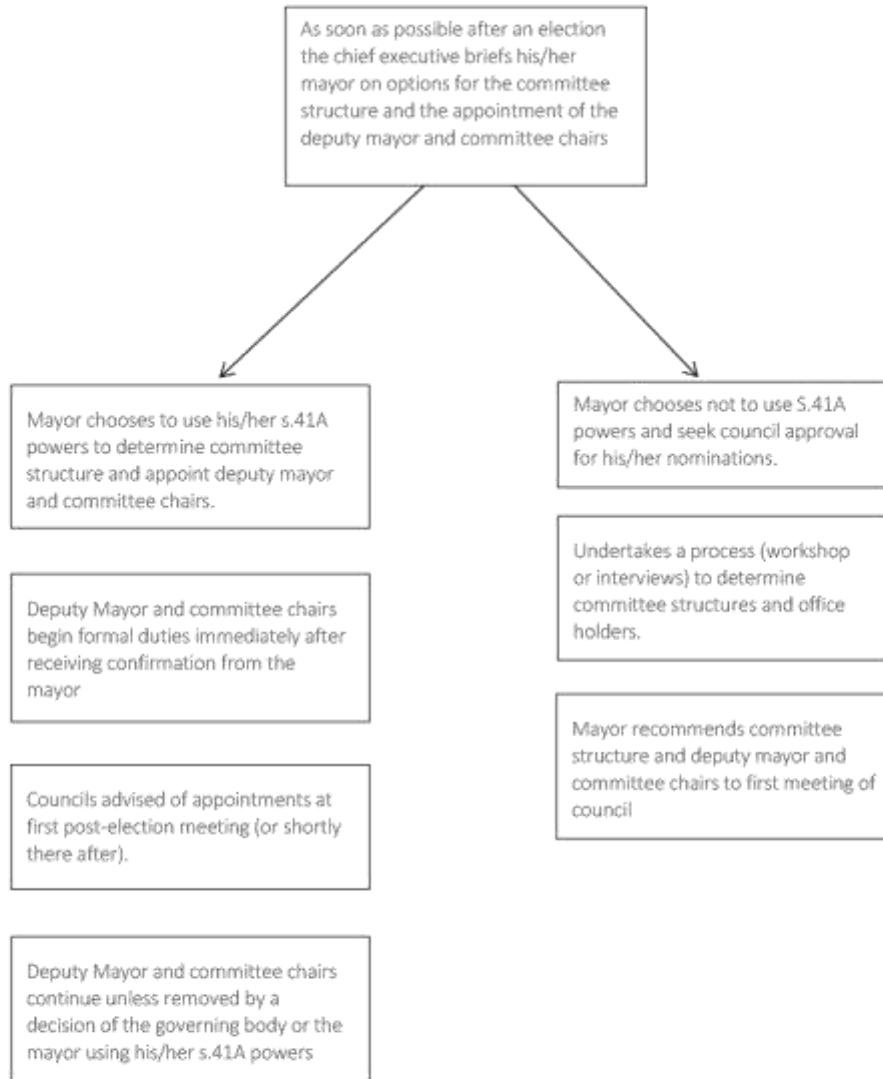 As soon as possible after an election
the chief executive briefs his/her
mayor on options for the committee
structure and the appointment of the
deputy mayor and committee chairs
Mayor chooses to use his/her s.41A
powers to determine committee
structure and appoint deputy mayor
and committee chairs.
Deputy Mayor and committee chairs
begin formal duties immediately after
receiving confirmation from the
mayor
Councils advised of appointments at
first post-election meeting (or shortly
there after).
Deputy Mayor and committee chairs
continue unless removed by a
decision of the governing body or the
mayor using his/her s.41A powers
Mayor chooses not to use S.41A
powers and seek council approval
for his/her nominations.
Undertakes a process (workshop
or interviews) to determine
committee structures and office
holders.
Mayor recommends committee
structure and deputy mayor and
committee chairs to first meeting of
council